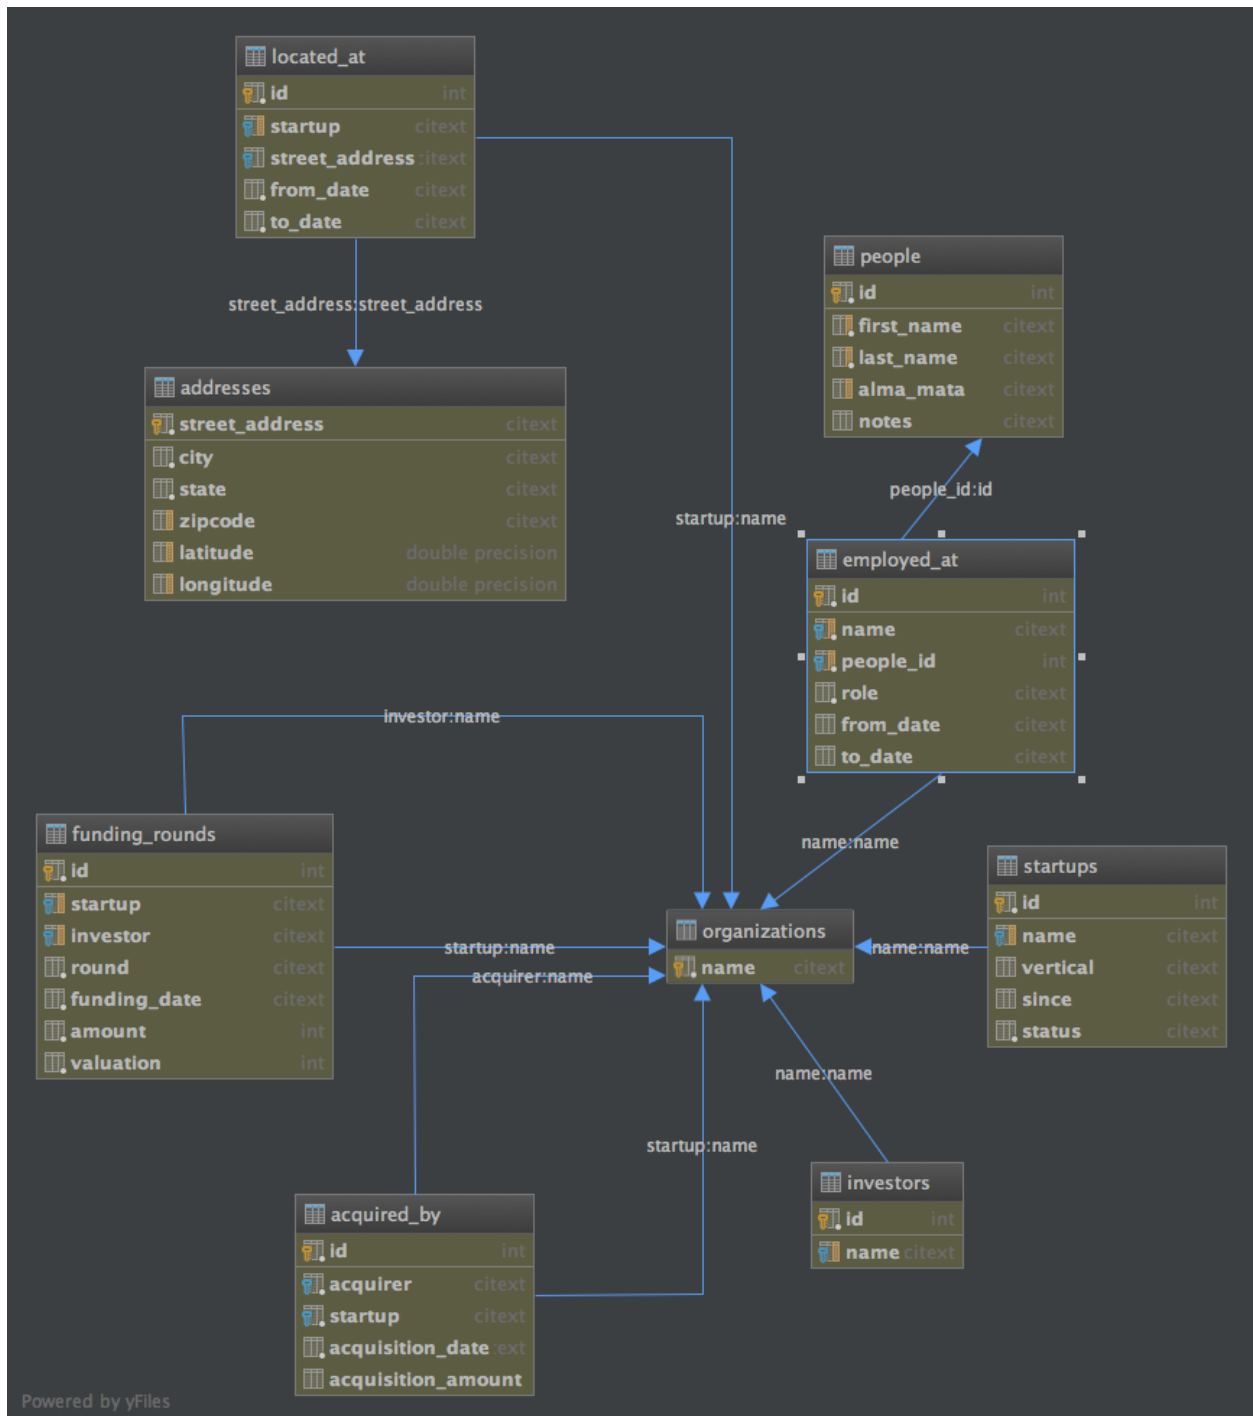 located_at
id int
startup citext
street_address citext
from_date citext
to_date citext
street_address:street_address
addresses
street_address citext
city citext
state citext
zipcode citext
latitude double precision
longitude double precision
startup:name
people
id int
first_name citext
last_name citext
alma_mata citext
notes citext
people_id:id
employed_at
id int
name citext
people_id int
role citext
from_date citext
to_date citext
name:name
investor:name
funding_rounds
id int
startup citext
investor citext
round citext
funding_date citext
amount int
valuation int
startup:name
acquirer:name
organizations
name citext
name:name
startups
id int
name citext
vertical citext
since citext
status citext
name:name
investors
id int
name citext
startup:name
acquired_by
id int
acquirer citext
startup citext
acquisition_date :ext
acquisition_amount
Powered by yFiles